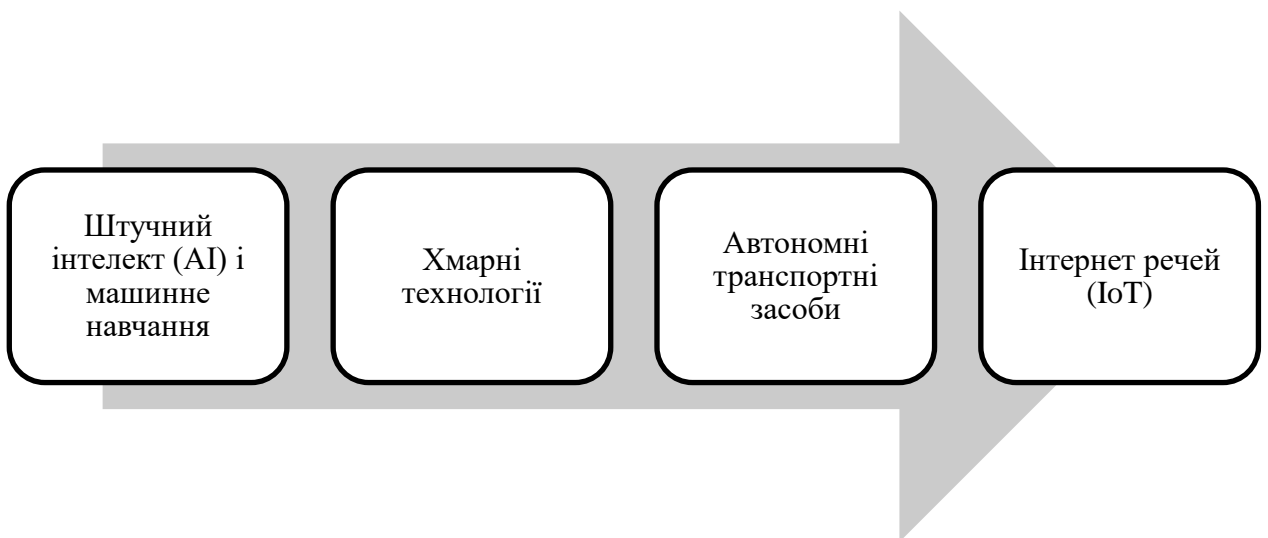 Штучний
інтелект (AI) і
машинне
навчання
Хмарні
технології
Автономні
транспортні
засоби
Інтернет речей
(IoT)